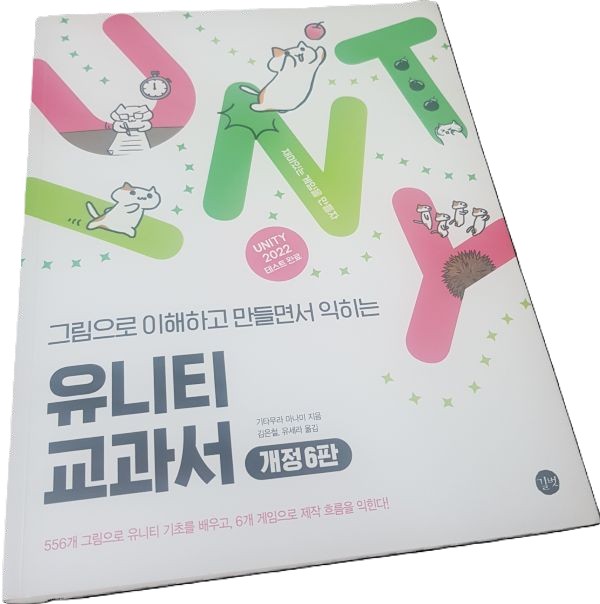 UNITY
재미있는 게임을 만들자
UNITY
2022
테스트 완료
그림으로 이해하고 만들면서 익히는
유니티
교과서
개정 6판
기타무라 마나미 지음
김은철, 유세라 옮김
556개 그림으로 유니티 기초를 배우고, 6개 게임으로 제작 흐름을 익힌다!
길벗